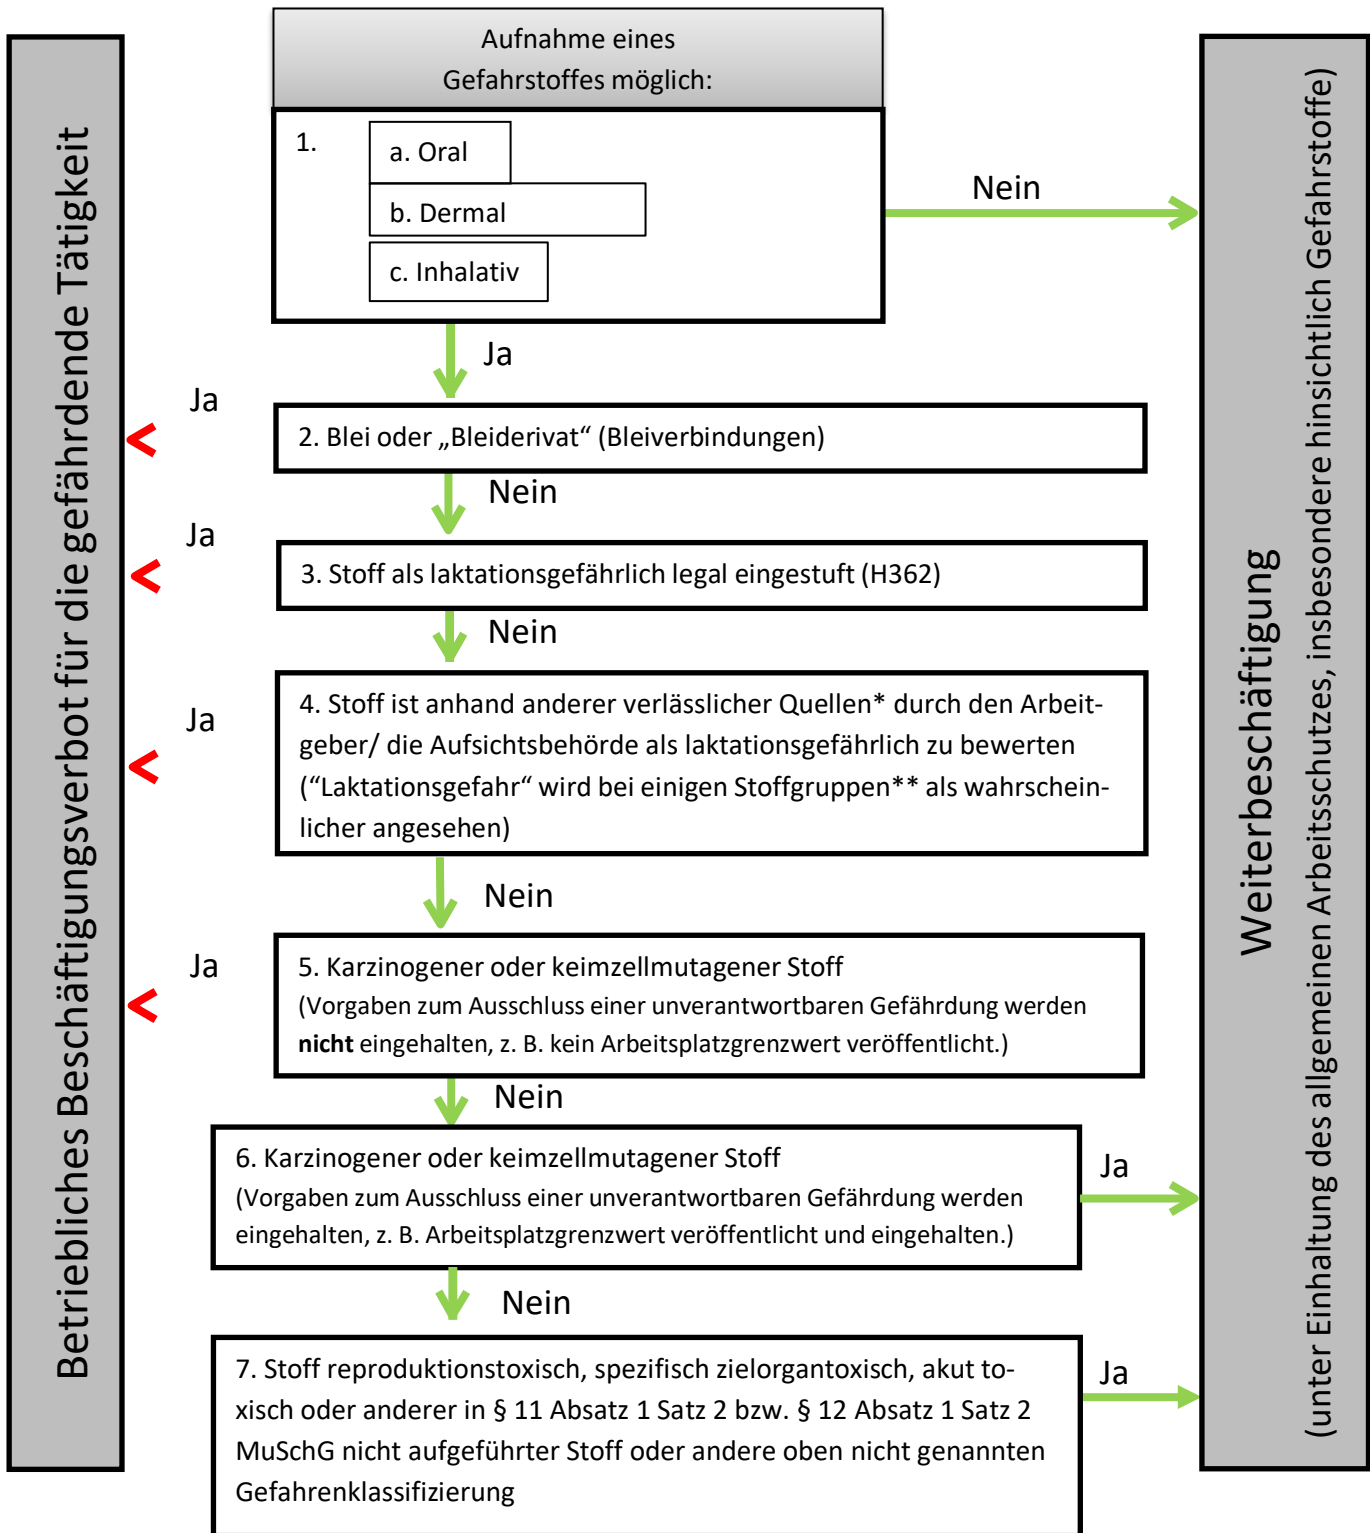 Betriebliches Beschäftigungsverbot für die gefährdende Tätigkeit
Aufnahme eines
Gefahrstoffes möglich:
1.
a. Oral
b. Dermal
c. Inhalativ
Nein
Ja
Ja
2. Blei oder „Bleiderivat“ (Bleiverbindungen)
Nein
Ja
3. Stoff als laktationsgefährlich legal eingestuft (H362)
Nein
Ja
4. Stoff ist anhand anderer verlässlicher Quellen* durch den Arbeit-
geber/ die Aufsichtsbehörde als laktationsgefährlich zu bewerten
(“Laktationsgefahr“ wird bei einigen Stoffgruppen** als wahrschein-
licher angesehen)
Nein
Ja
5. Karzinogener oder keimzellmutagener Stoff
(Vorgaben zum Ausschluss einer unverantwortbaren Gefährdung werden
nicht eingehalten, z. B. kein Arbeitsplatzgrenzwert veröffentlicht.)
Nein
6. Karzinogener oder keimzellmutagener Stoff
(Vorgaben zum Ausschluss einer unverantwortbaren Gefährdung werden
eingehalten, z. B. Arbeitsplatzgrenzwert veröffentlicht und eingehalten.)
Ja
Nein
7. Stoff reproduktionstoxisch, spezifisch zielorgantoxisch, akut to-
xisch oder anderer in § 11 Absatz 1 Satz 2 bzw. § 12 Absatz 1 Satz 2
MuSchG nicht aufgeführter Stoff oder andere oben nicht genannten
Gefahrenklassifizierung
Ja
Weiterbeschäftigung
(unter Einhaltung des allgemeinen Arbeitsschutzes, insbesondere hinsichtlich Gefahrstoffe)